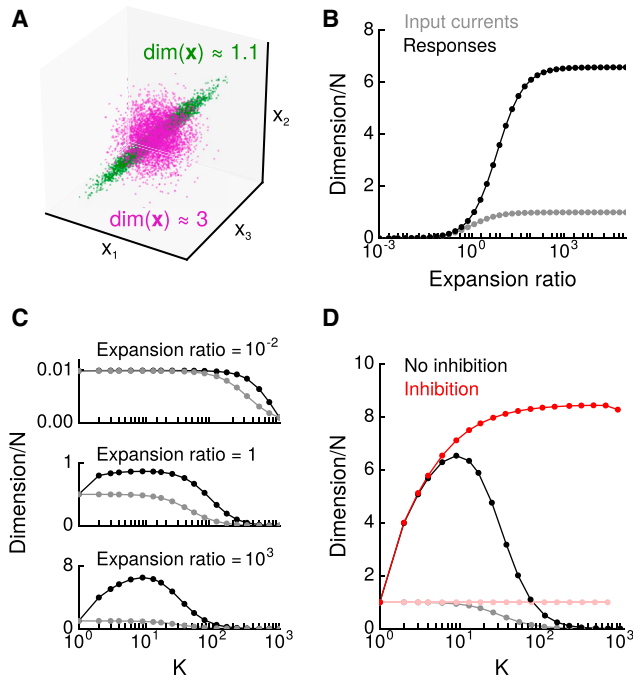 A
dim(x) ≈ 1.1
dim(x) ≈ 3
x1
x2
x3
B
Input currents
Responses
Dimension/N
8
6
4
2
0
10-3
100
103
Expansion ratio
C
Expansion ratio = 10-2
0.01
0.00
Expansion ratio = 1
1
0
Expansion ratio = 103
8
0
Dimension/N
100
101
102
103
K
D
No inhibition
Inhibition
Dimension/N
10
8
6
4
2
0
100
101
102
103
K